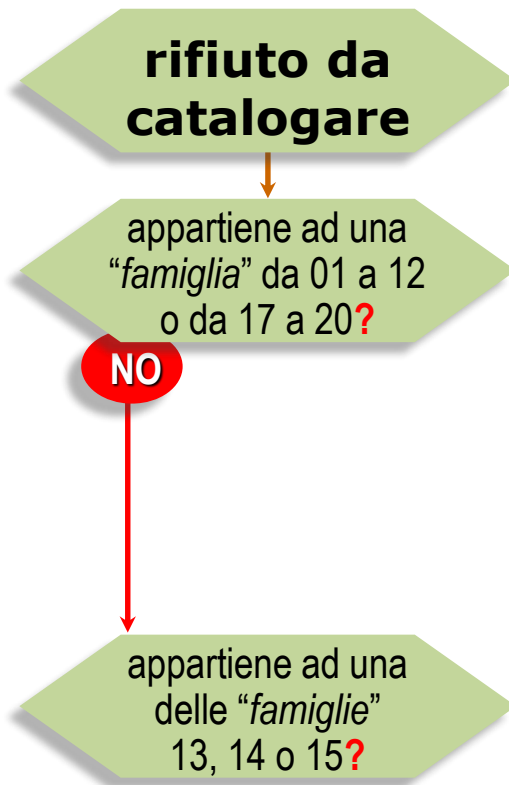 rifiuto da
catalogare
appartiene ad una
“famiglia” da 01 a 12
o da 17 a 20?
NO
appartiene ad una
delle “famiglie”
13, 14 o 15?